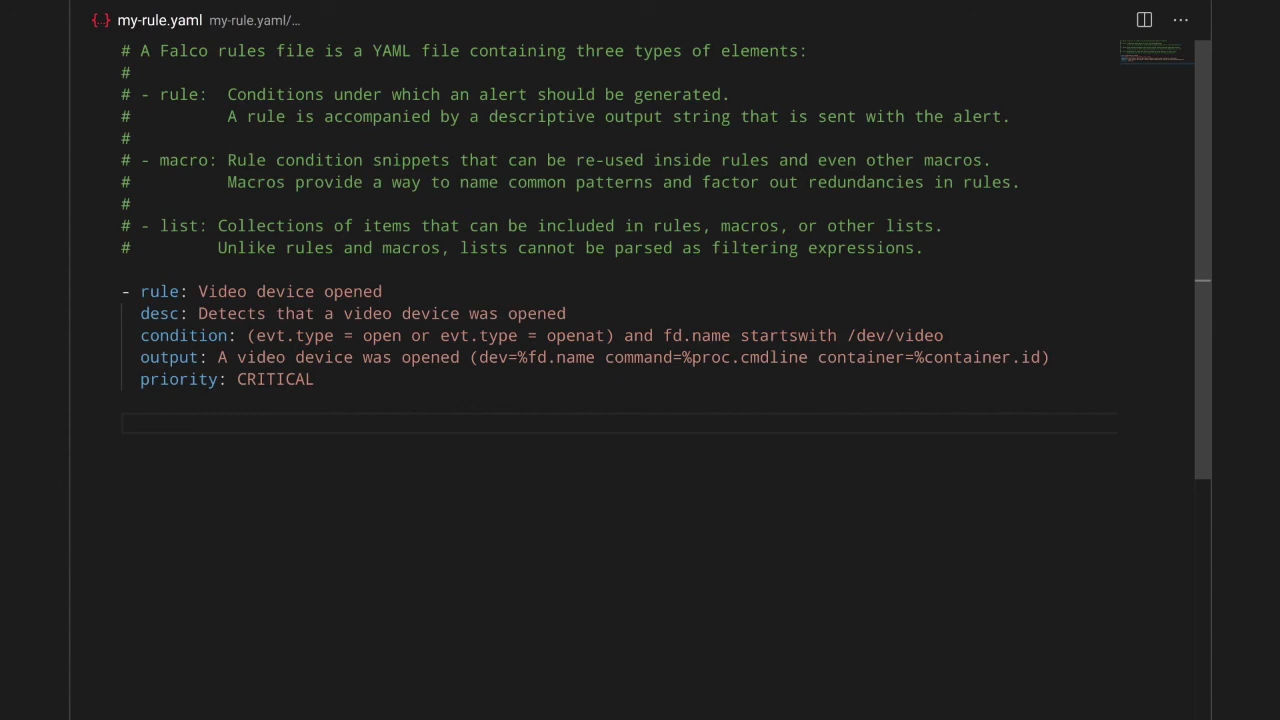 {..} my-rule.yaml my-rule.yaml/...
# A Falco rules file is a YAML file containing three types of elements:
#
# - rule:  Conditions under which an alert should be generated.
#          A rule is accompanied by a descriptive output string that is sent with the alert.
#
# - macro: Rule condition snippets that can be re-used inside rules and even other macros.
#          Macros provide a way to name common patterns and factor out redundancies in rules.
#
# - list: Collections of items that can be included in rules, macros, or other lists.
#         Unlike rules and macros, lists cannot be parsed as filtering expressions.
- rule: Video device opened
  desc: Detects that a video device was opened
  condition: (evt.type = open or evt.type = openat) and fd.name startswith /dev/video
  output: A video device was opened (dev=%fd.name command=%proc.cmdline container=%container.id)
  priority: CRITICAL